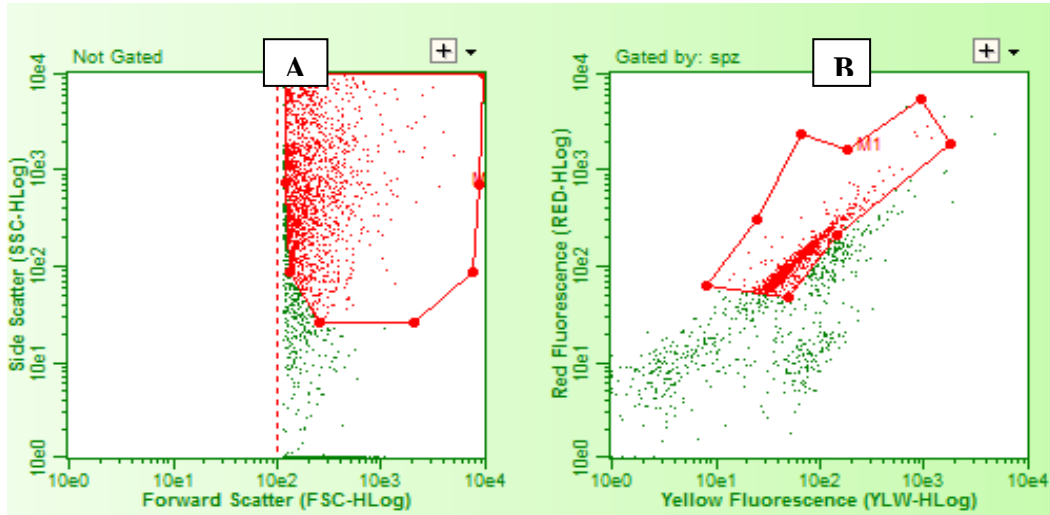 Not Gated
A
+
10e4
10e3
10e2
10e1
10e0
Side Scatter (SSC-HLog)
10e0 10e1 10e2 10e3 10e4
Forward Scatter (FSC-HLog)
Gated by: spz
B
+
M1
10e4
10e3
10e2
10e1
10e0
Red Fluorescence (RED-HLog)
10e0 10e1 10e2 10e3 10e4
Yellow Fluorescence (YLW-HLog)